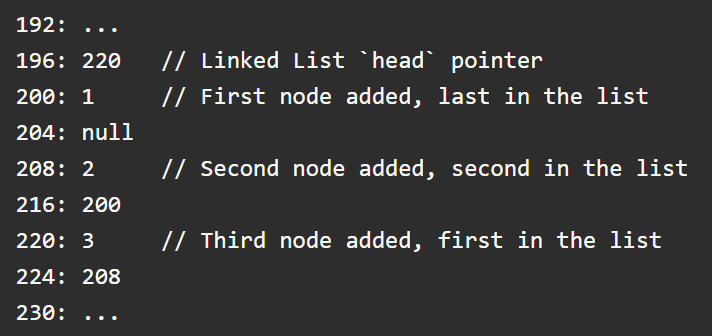 192: ...
196: 220   // Linked List `head` pointer
200: 1     // First node added, last in the list
204: null
208: 2     // Second node added, second in the list
216: 200
220: 3     // Third node added, first in the list
224: 208
230: ...